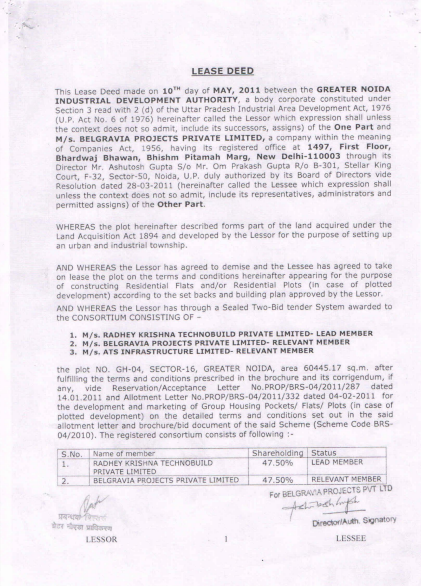 LEASE DEED
This Lease Deed made on 10TH day of MAY, 2011 between the GREATER NOIDA
INDUSTRIAL DEVELOPMENT AUTHORITY, a body corporate constituted under
Section 3 read with 2 (d) of the Uttar Pradesh Industrial Area Development Act, 1976
(U.P. Act No. 6 of 1976) hereinafter called the Lessor which expression shall unless
the context does not so admit, include its successors, assigns) of the One Part and
M/s. BELGRAVIA PROJECTS PRIVATE LIMITED, a company within the meaning
of Companies Act, 1956, having its registered office at 1497, First Floor,
Bhardwaj Bhawan, Bhishm Pitamah Marg, New Delhi-110003 through its
Director Mr. Ashutosh Gupta S/o Mr. Om Prakash Gupta R/o B-301, Stellar King
Court, F-32, Sector-50, Noida, U.P. duly authorized by its Board of Directors vide
Resolution dated 28-03-2011 (hereinafter called the Lessee which expression shall
unless the context does not so admit, include its representatives, administrators and
permitted assigns) of the Other Part.
WHEREAS the plot hereinafter described forms part of the land acquired under the
Land Acquisition Act 1894 and developed by the Lessor for the purpose of setting up
an urban and industrial township.
AND WHEREAS the Lessor has agreed to demise and the Lessee has agreed to take
on lease the plot on the terms and conditions hereinafter appearing for the purpose
of constructing Residential Flats and/or Residential Plots (in case of plotted
development) according to the set backs and building plan approved by the Lessor.
AND WHEREAS the Lessor has through a Sealed Two-Bid tender System awarded to
the CONSORTIUM CONSISTING OF –
1. M/s. RADHEY KRISHNA TECHNOBUILD PRIVATE LIMITED- LEAD MEMBER
2. M/s. BELGRAVIA PROJECTS PRIVATE LIMITED- RELEVANT MEMBER
3. M/s. ATS INFRASTRUCTURE LIMITED- RELEVANT MEMBER
the plot NO. GH-04, SECTOR-16, GREATER NOIDA, area 60445.17 sq.m. after
fulfilling the terms and conditions prescribed in the brochure and its corrigendum, if
any, vide Reservation/Acceptance Letter No.PROP/BRS-04/2011/287 dated
14.01.2011 and Allotment Letter No.PROP/BRS-04/2011/332 dated 04-02-2011 for
the development and marketing of Group Housing Pockets/ Flats/ Plots (in case of
plotted development) on the detailed terms and conditions set out in the said
allotment letter and brochure/bid document of the said Scheme (Scheme Code BRS-
04/2010). The registered consortium consists of following :-
S.No. Name of member Shareholding Status
1. RADHEY KRISHNA TECHNOBUILD 47.50% LEAD MEMBER
PRIVATE LIMITED
2. BELGRAVIA PROJECTS PRIVATE LIMITED 47.50% RELEVANT MEMBER
For BELGRAVIA PROJECTS PVT LTD
Director/Auth. Signatory
LESSOR 1 LESSEE